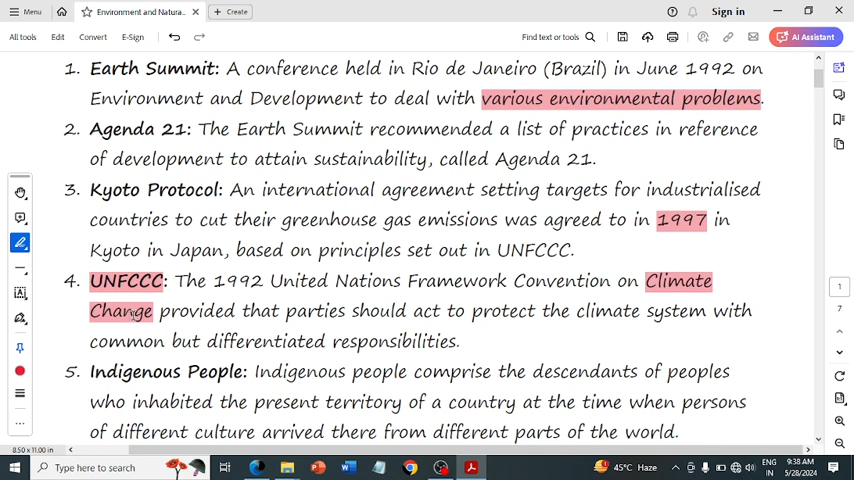 Menu
Environment and Natura...
Create
Sign in
All tools
Edit
Convert
E-Sign
Find text or tools
AI Assistant
1. Earth Summit: A conference held in Rio de Janeiro (Brazil) in June 1992 on
Environment and Development to deal with various environmental problems.
2. Agenda 21: The Earth Summit recommended a list of practices in reference
of development to attain sustainability, called Agenda 21.
3. Kyoto Protocol: An international agreement setting targets for industrialised
countries to cut their greenhouse gas emissions was agreed to in 1997 in
Kyoto in Japan, based on principles set out in UNFCCC.
4. UNFCCC: The 1992 United Nations Framework Convention on Climate
Change provided that parties should act to protect the climate system with
common but differentiated responsibilities.
5. Indigenous People: Indigenous people comprise the descendants of peoples
who inhabited the present territory of a country at the time when persons
of different culture arrived there from different parts of the world.
1
7
8.50 x 11.00 in
Type here to search
45°C Haze
ENG
IN
9:38 AM
5/28/2024